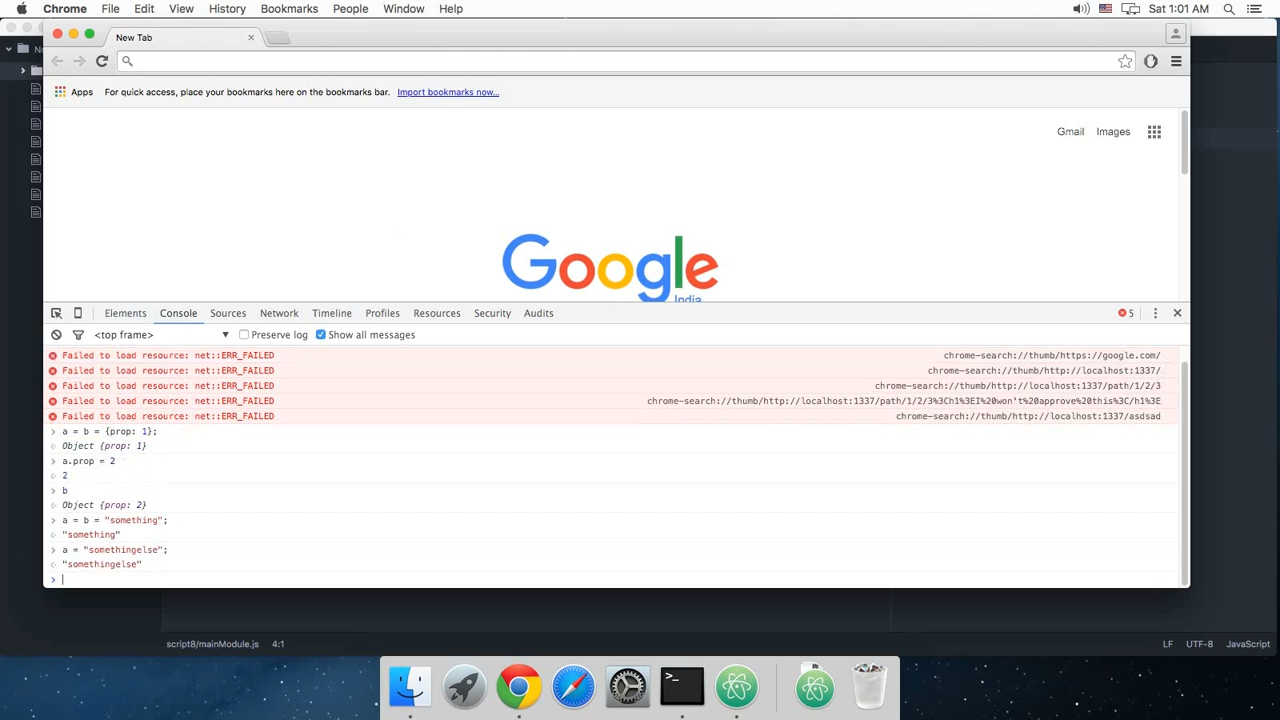 Chrome File Edit View History Bookmarks People Window Help Sat 1:01 AM
New Tab
Apps For quick access, place your bookmarks here on the bookmarks bar. Import bookmarks now...
Gmail Images
Google
India
Elements Console Sources Network Timeline Profiles Resources Security Audits 5
<top frame> Preserve log Show all messages
Failed to load resource: net::ERR_FAILED chrome-search://thumb/https://google.com/
Failed to load resource: net::ERR_FAILED chrome-search://thumb/http://localhost:1337/
Failed to load resource: net::ERR_FAILED chrome-search://thumb/http://localhost:1337/path/1/2/3
Failed to load resource: net::ERR_FAILED chrome-search://thumb/http://localhost:1337/path/1/2/3%3Ch1%3EI%20won't%20approve%20this%3C/h1%3E
Failed to load resource: net::ERR_FAILED chrome-search://thumb/http://localhost:1337/asdsad
> a = b = {prop: 1};
Object {prop: 1}
> a.prop = 2
2
> b
Object {prop: 2}
> a = b = "something";
"something"
> a = "somethingelse";
"somethingelse"
>
script8/mainModule.js 4:1 LF UTF-8 JavaScript